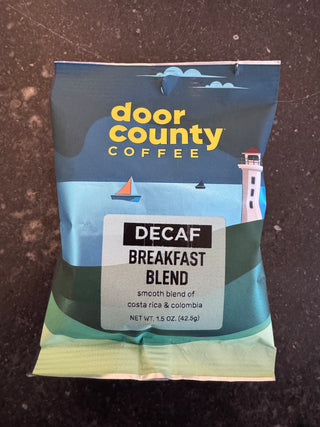 door
county
COFFEE
DECAF
BREAKFAST
BLEND
smooth blend of
costa rica & colombia
NET WT. 1.5 OZ. (42.5g)